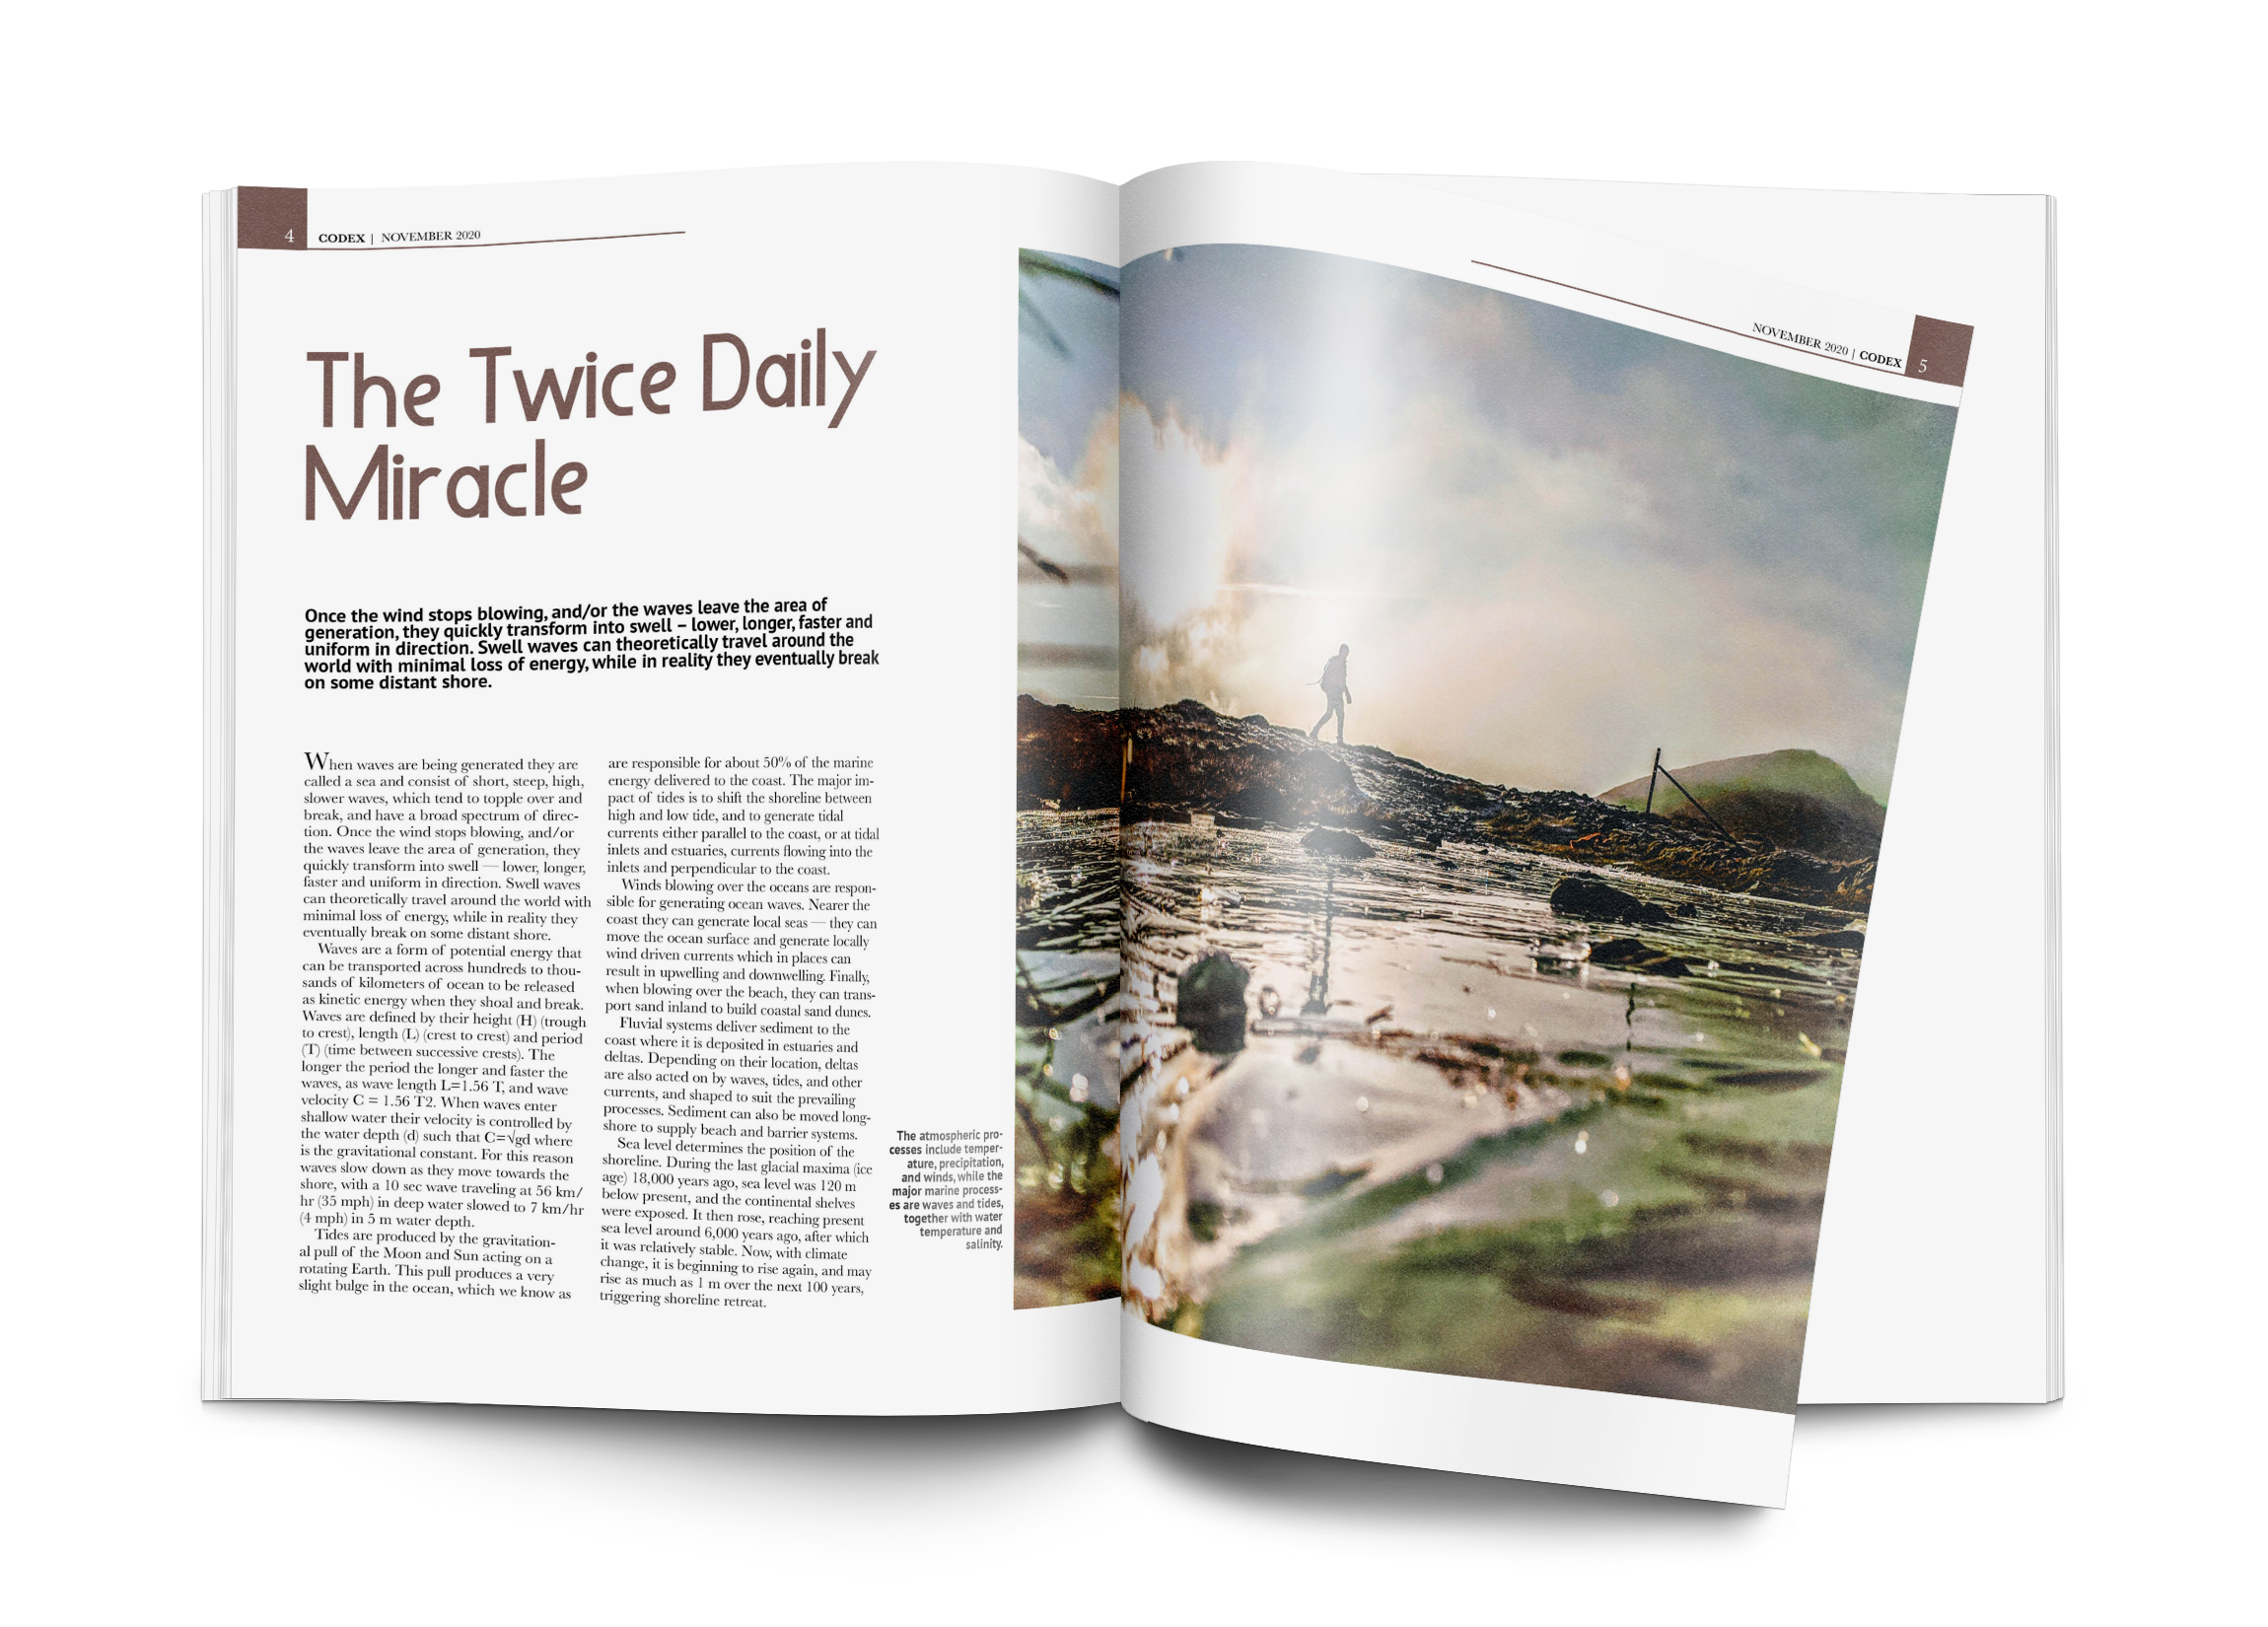 4 CODEX | NOVEMBER 2020
The Twice Daily
Miracle
Once the wind stops blowing, and/or the waves leave the area of
generation, they quickly transform into swell – lower, longer, faster and
uniform in direction. Swell waves can theoretically travel around the
world with minimal loss of energy, while in reality they eventually break
on some distant shore.
When waves are being generated they are
called a sea and consist of short, steep, high,
slower waves, which tend to topple over and
break, and have a broad spectrum of direc-
tion. Once the wind stops blowing, and/or
the waves leave the area of generation, they
quickly transform into swell — lower, longer,
faster and uniform in direction. Swell waves
can theoretically travel around the world with
minimal loss of energy, while in reality they
eventually break on some distant shore.
Waves are a form of potential energy that
can be transported across hundreds to thou-
sands of kilometers of ocean to be released
as kinetic energy when they shoal and break.
Waves are defined by their height (H) (trough
to crest), length (L) (crest to crest) and period
(T) (time between successive crests). The
longer the period the longer and faster the
waves, as wave length L=1.56 T, and wave
velocity C = 1.56 T2. When waves enter
shallow water their velocity is controlled by
the water depth (d) such that C=√gd where
is the gravitational constant. For this reason
waves slow down as they move towards the
shore, with a 10 sec wave traveling at 56 km/
hr (35 mph) in deep water slowed to 7 km/hr
(4 mph) in 5 m water depth.
Tides are produced by the gravitation-
al pull of the Moon and Sun acting on a
rotating Earth. This pull produces a very
slight bulge in the ocean, which we know as
are responsible for about 50% of the marine
energy delivered to the coast. The major im-
pact of tides is to shift the shoreline between
high and low tide, and to generate tidal
currents either parallel to the coast, or at tidal
inlets and estuaries, currents flowing into the
inlets and perpendicular to the coast.
Winds blowing over the oceans are respon-
sible for generating ocean waves. Nearer the
coast they can generate local seas — they can
move the ocean surface and generate locally
wind driven currents which in places can
result in upwelling and downwelling. Finally,
when blowing over the beach, they can trans-
port sand inland to build coastal sand dunes.
Fluvial systems deliver sediment to the
coast where it is deposited in estuaries and
deltas. Depending on their location, deltas
are also acted on by waves, tides, and other
currents, and shaped to suit the prevailing
processes. Sediment can also be moved long-
shore to supply beach and barrier systems.
Sea level determines the position of the
shoreline. During the last glacial maxima (ice
age) 18,000 years ago, sea level was 120 m
below present, and the continental shelves
were exposed. It then rose, reaching present
sea level around 6,000 years ago, after which
it was relatively stable. Now, with climate
change, it is beginning to rise again, and may
rise as much as 1 m over the next 100 years,
triggering shoreline retreat.
The atmospheric pro-
cesses include temper-
ature, precipitation,
and winds, while the
major marine process-
es are waves and tides,
together with water
temperature and
salinity.
NOVEMBER 2020 | CODEX 5